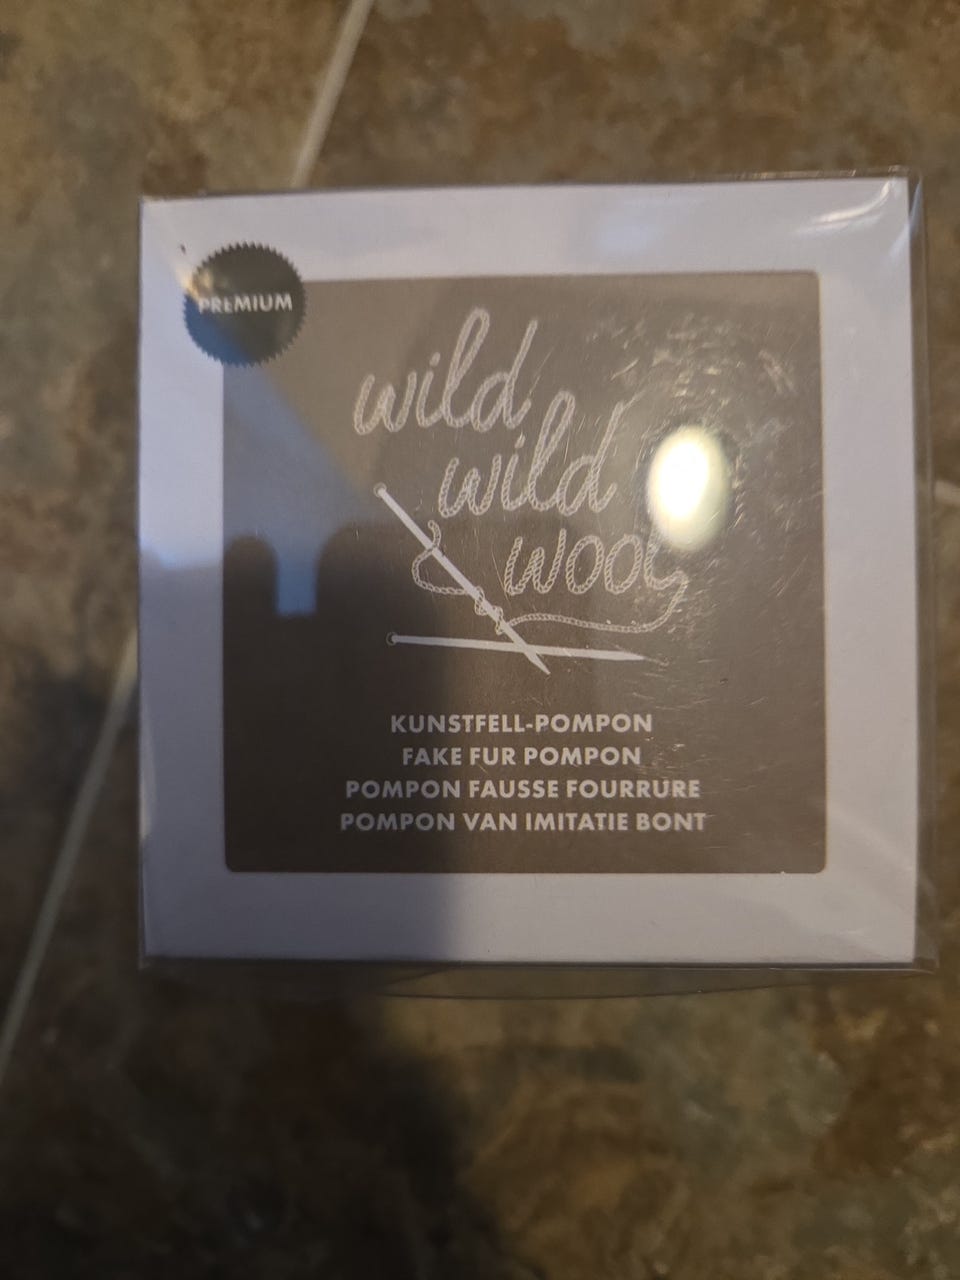 PREMIUM
wild
wild
wool
KUNSTFELL-POMPON
FAKE FUR POMPON
POMPON FAUSSE FOURRURE
POMPON VAN IMITATIE BONT